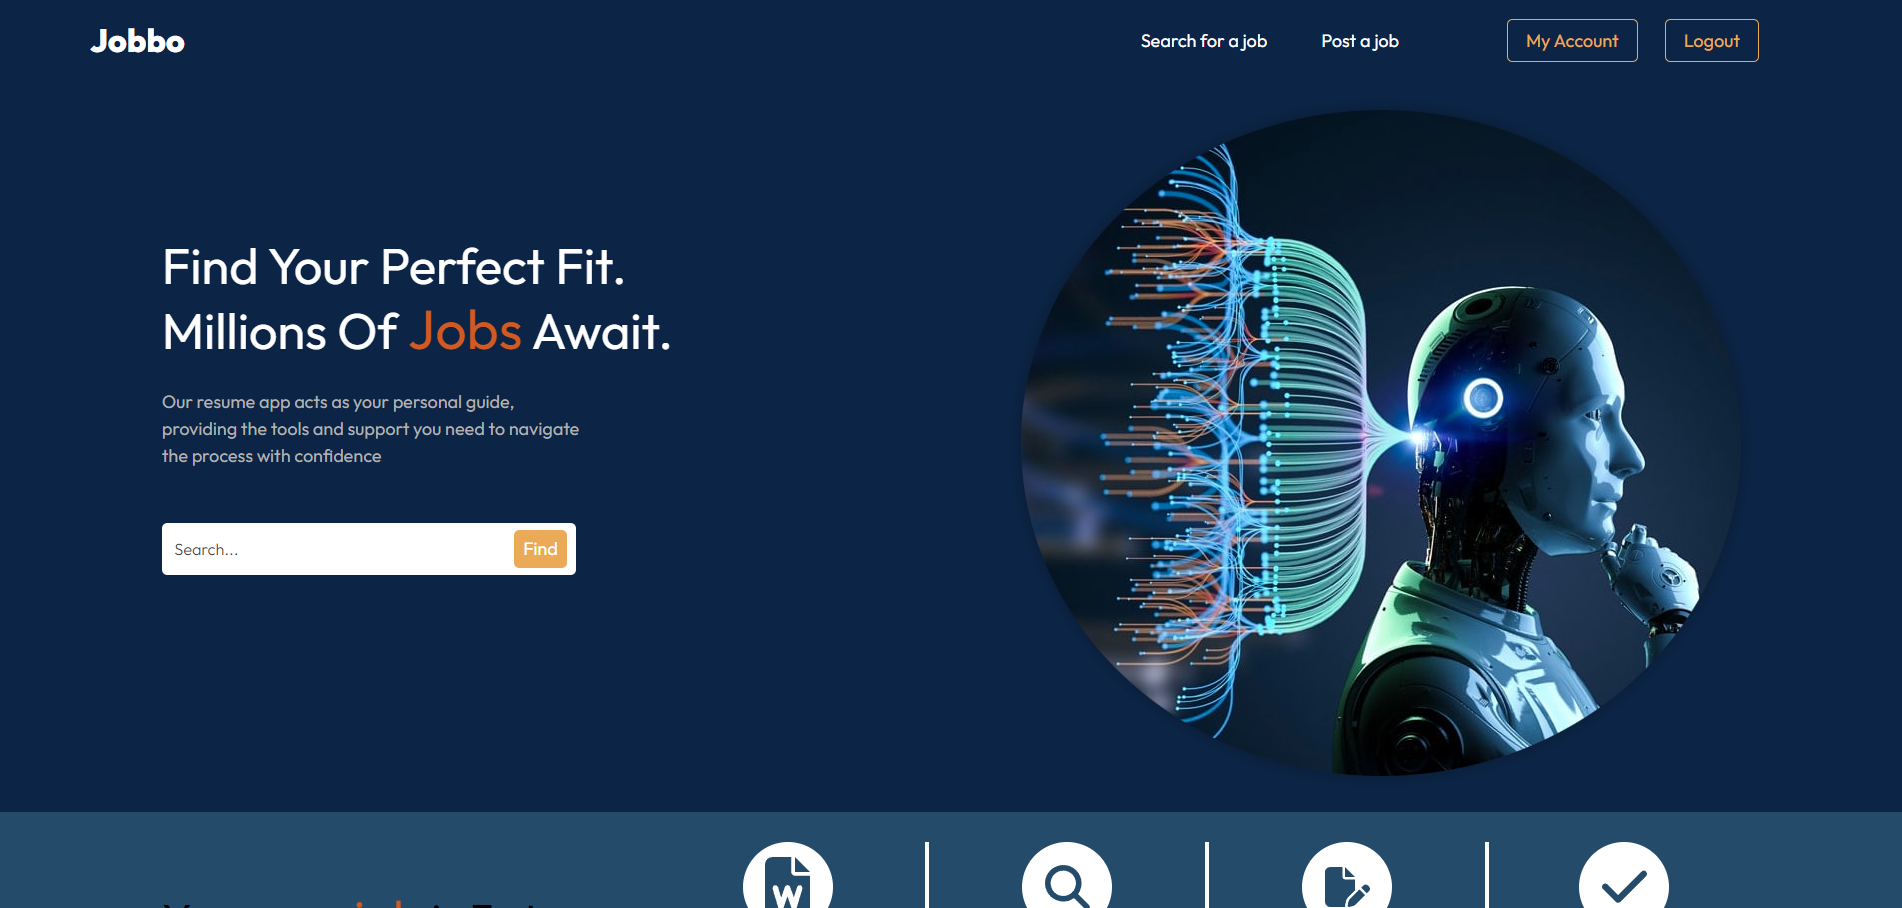 Jobbo
Search for a job
Post a job
My Account
Logout
Find Your Perfect Fit.
Millions Of Jobs Await.
Our resume app acts as your personal guide,
providing the tools and support you need to navigate
the process with confidence
Search...
Find
W